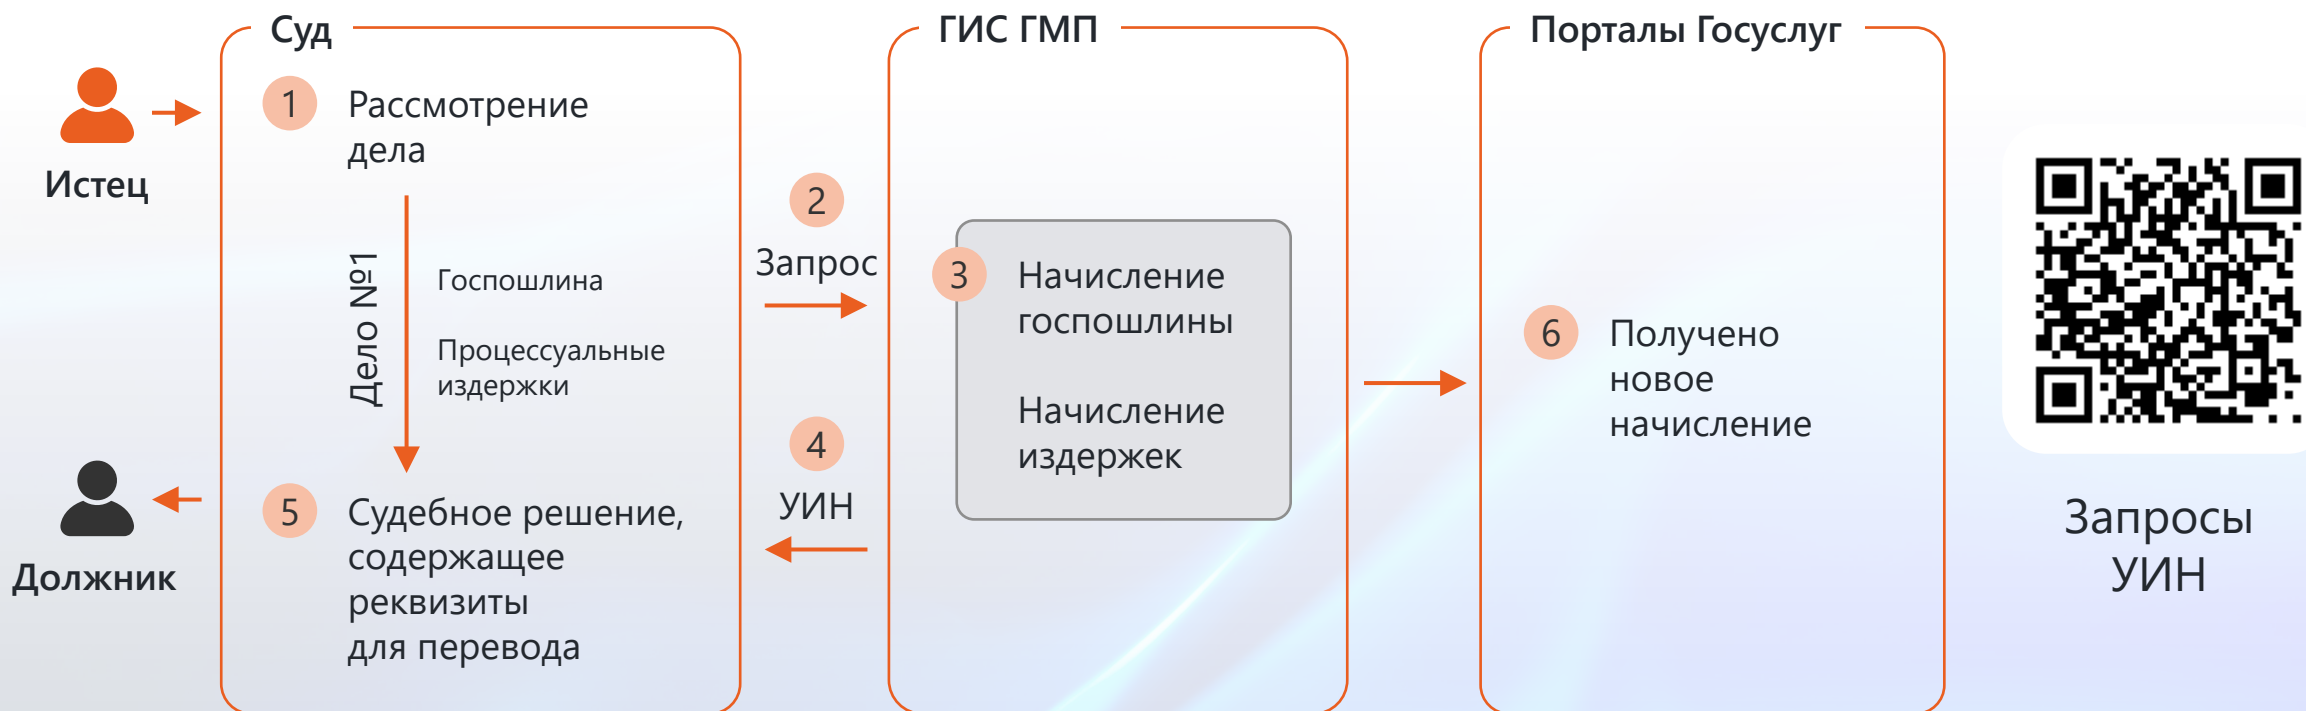 Суд
ГИС ГМП
Порталы Госуслуг
Истец
1
Рассмотрение
дела
Дело №1
Госпошлина
Процессуальные
издержки
2
Запрос
3
Начисление
госпошлины
Начисление
издержек
4
УИН
Должник
5
Судебное решение,
содержащее
реквизиты
для перевода
6
Получено
новое
начисление
Запросы
УИН